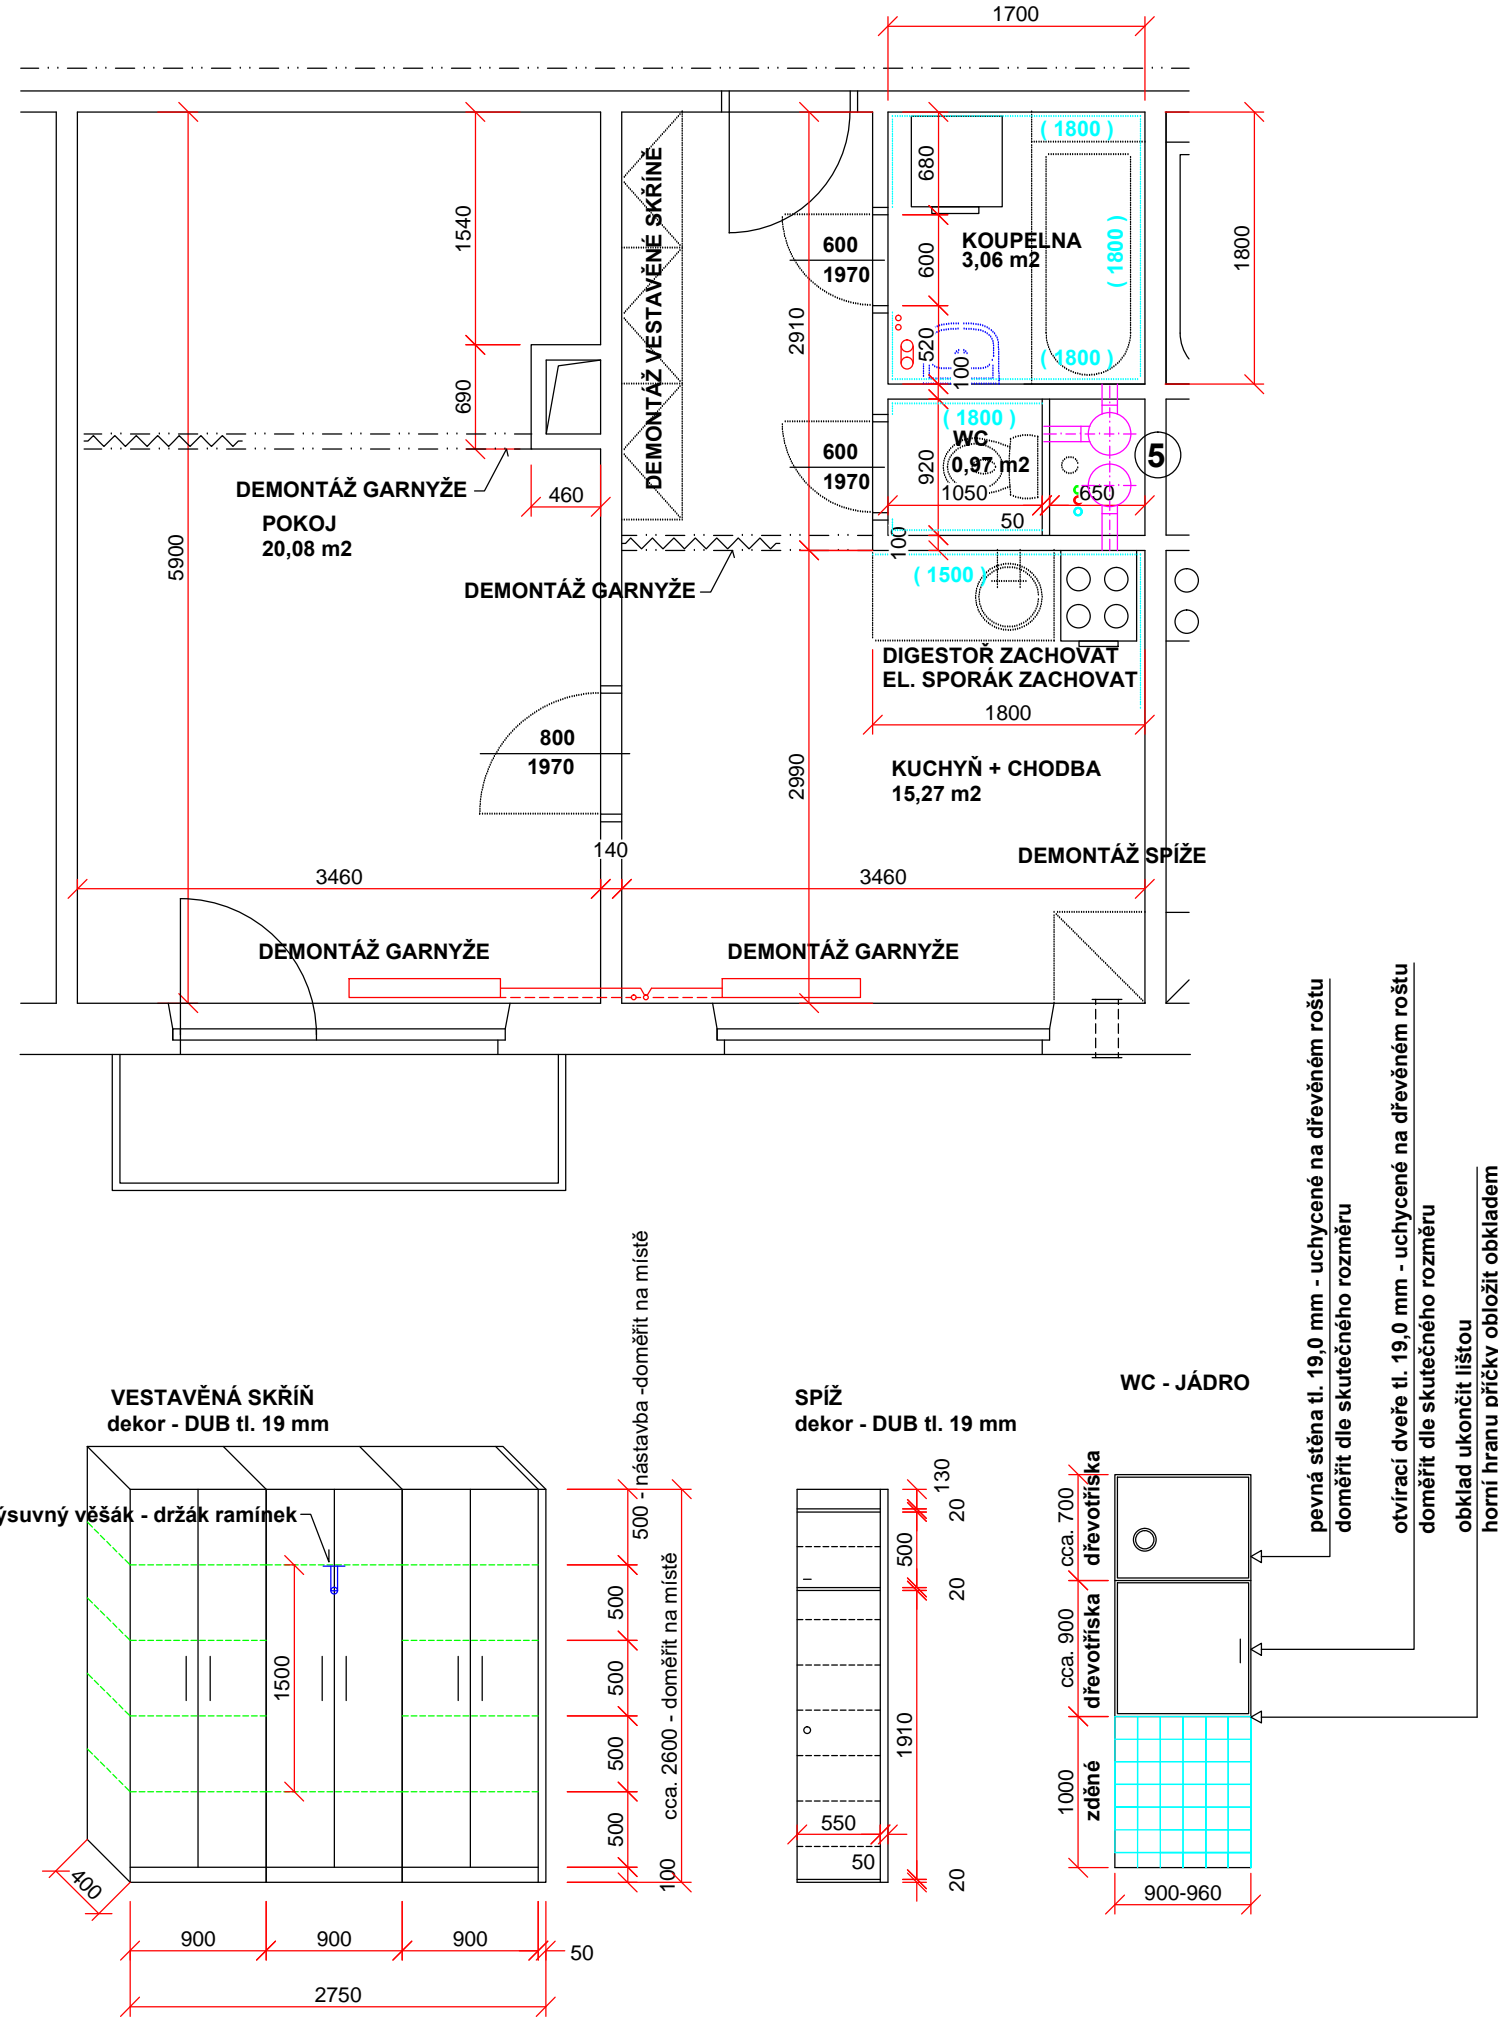 1700
( 1800 )
680
1540
DEMONTÁŽ VESTAVĚNÉ SKŘÍNĚ
600
1970
600
KOUPELNA
3,06 m2
( 1800 )
1800
2910
520
100
( 1800 )
690
( 1800 )
WC
0,97 m2
600
1970
920
5
DEMONTÁŽ GARNYŽE
460
1050
650
50
POKOJ
20,08 m2
5900
100
DEMONTÁŽ GARNYŽE
( 1500 )
DIGESTOŘ ZACHOVAT
EL. SPORÁK ZACHOVAT
1800
800
1970
2990
KUCHYŇ + CHODBA
15,27 m2
140
DEMONTÁŽ SPÍŽE
3460
3460
DEMONTÁŽ GARNYŽE
DEMONTÁŽ GARNYŽE
VESTAVĚNÁ SKŘÍŇ
dekor - DUB tl. 19 mm
ýsuvný věšák - držák ramínek
1500
500 - nástavba -doměřit na místě
500
500
500
500
100
cca. 2600 - doměřit na místě
400
900
900
900
50
2750
SPÍŽ
dekor - DUB tl. 19 mm
130
20
500
20
1910
550
50
20
WC - JÁDRO
cca. 700
dřevotříska
cca. 900
dřevotříska
1000
zděné
900-960
pevná stěna tl. 19,0 mm - uchycené na dřevěném roštu
doměřit dle skutečného rozměru
otvírací dveře tl. 19,0 mm - uchycené na dřevěném roštu
doměřit dle skutečného rozměru
obklad ukončit lištou
horní hranu příčky obložit obkladem